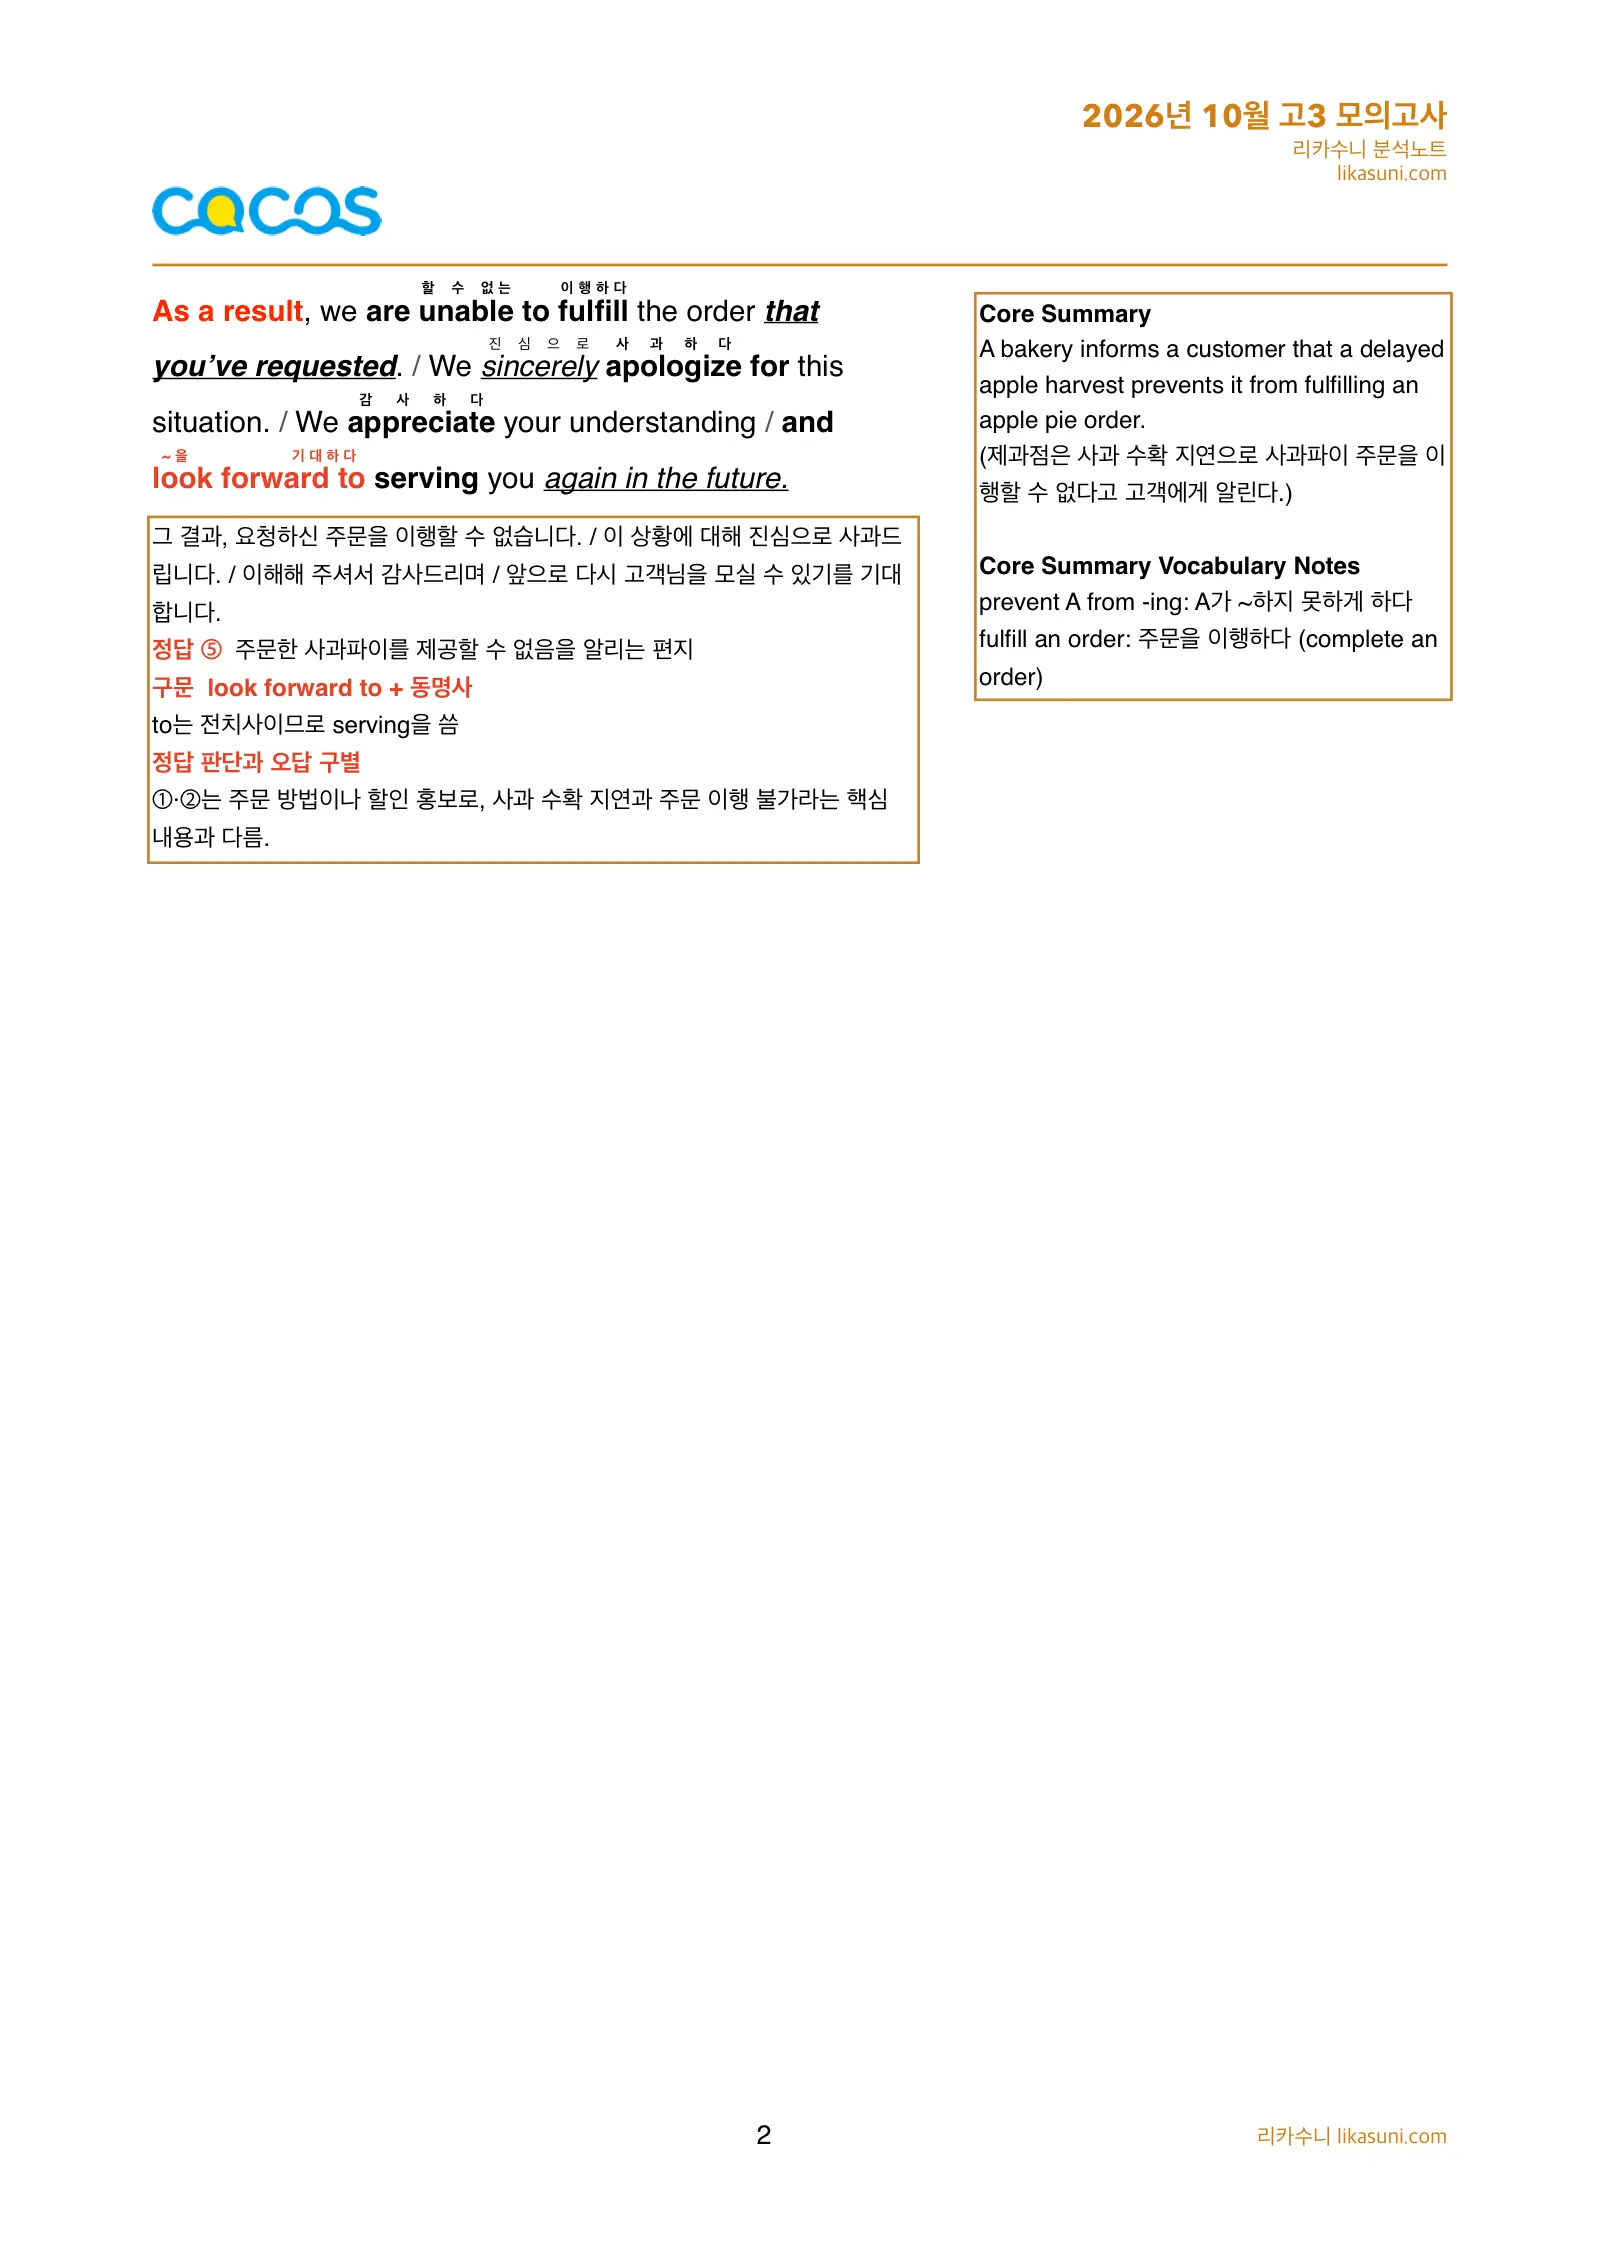 2026년 10월 고3 모의고사
리카수니 분석노트
likasuni.com
cacos
할 수 없는 이행하다
As a result, we are unable to fulfill the order that
진심으로 사과하다
you’ve requested. / We sincerely apologize for this
감사하다
situation. / We appreciate your understanding / and
~을 기대하다
look forward to serving you again in the future.
그 결과, 요청하신 주문을 이행할 수 없습니다. / 이 상황에 대해 진심으로 사과드
립니다. / 이해해 주셔서 감사드리며 / 앞으로 다시 고객님을 모실 수 있기를 기대
합니다.
정답 ⑤ 주문한 사과파이를 제공할 수 없음을 알리는 편지
구문 look forward to + 동명사
to는 전치사이므로 serving을 씀
정답 판단과 오답 구별
①·②는 주문 방법이나 할인 홍보로, 사과 수확 지연과 주문 이행 불가라는 핵심
내용과 다름.
Core Summary
A bakery informs a customer that a delayed
apple harvest prevents it from fulfilling an
apple pie order.
(제과점은 사과 수확 지연으로 사과파이 주문을 이
행할 수 없다고 고객에게 알린다.)
Core Summary Vocabulary Notes
prevent A from -ing: A가 ~하지 못하게 하다
fulfill an order: 주문을 이행하다 (complete an
order)
2
리카수니 likasuni.com